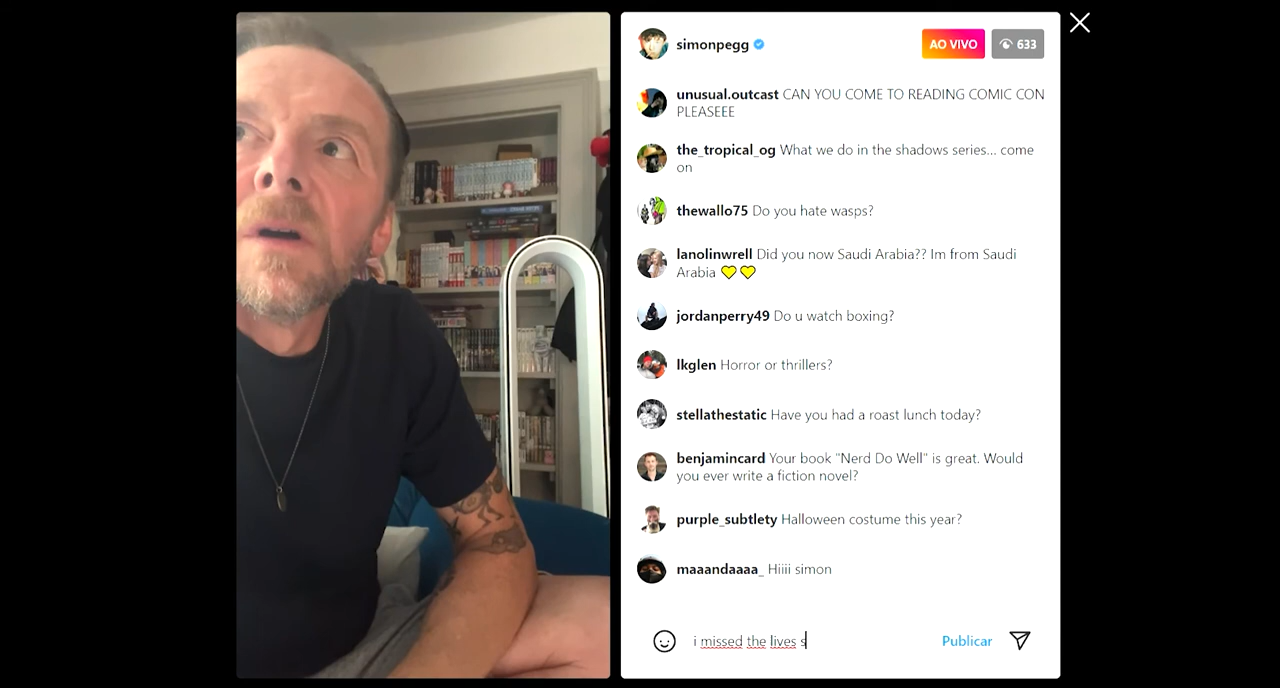 simonpegg
AO VIVO
633
unusual.outcast CAN YOU COME TO READING COMIC CON
PLEASEEE
the_tropical_og What we do in the shadows series... come
on
thewallo75 Do you hate wasps?
lanolinwrell Did you now Saudi Arabia?? Im from Saudi
Arabia 💛💛
jordanperry49 Do u watch boxing?
lkglen Horror or thrillers?
stellathestatic Have you had a roast lunch today?
benjamincard Your book "Nerd Do Well" is great. Would
you ever write a fiction novel?
purple_subtlety Halloween costume this year?
maaandaaaa_ Hiiii simon
i missed the lives s
Publicar